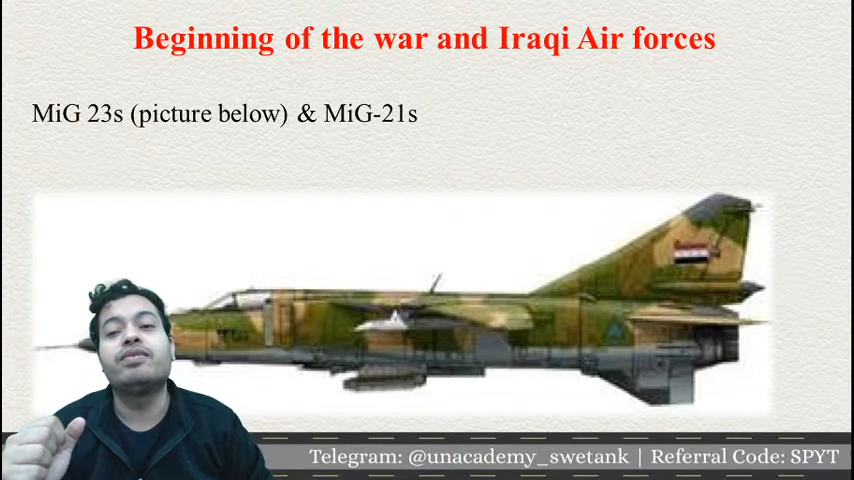 Beginning of the war and Iraqi Air forces
MiG 23s (picture below) & MiG-21s
Telegram: @unacademy_swetank | Referral Code: SPYT